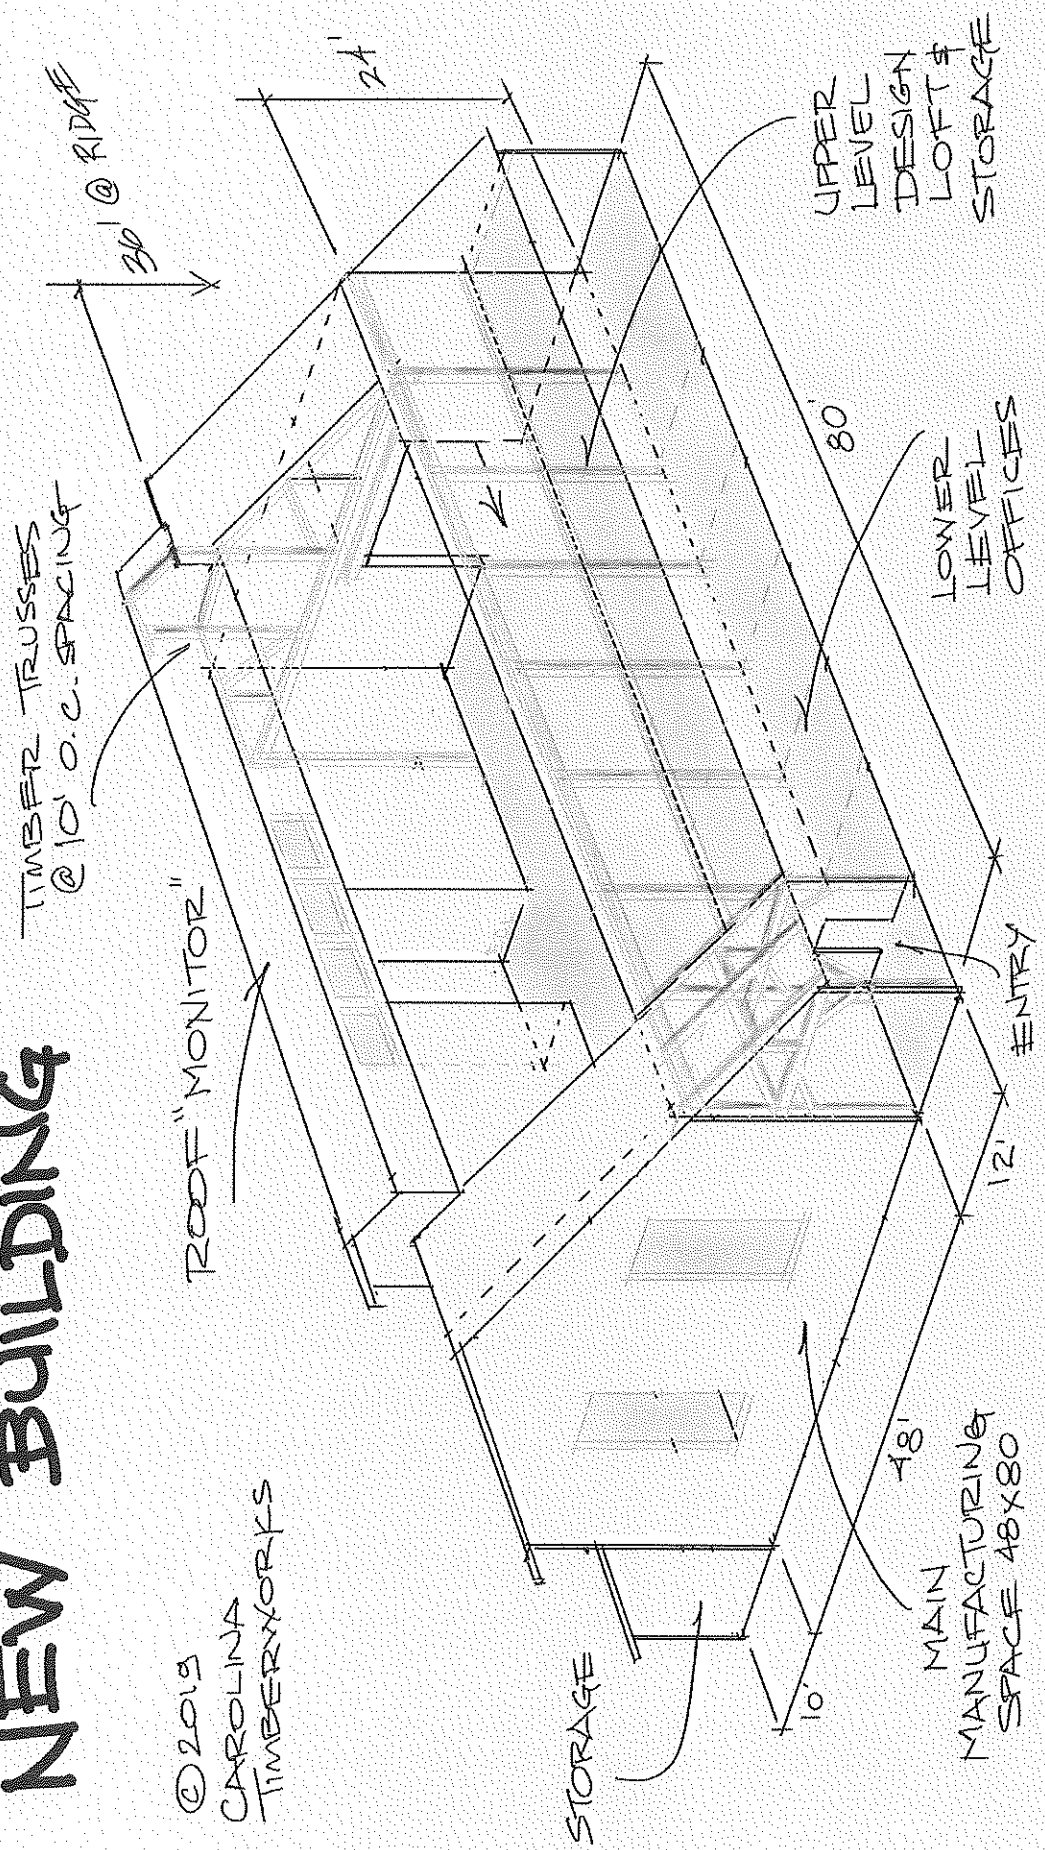 NEW BUILDING
© 2019
CAROLINA
TIMBERWORKS
ROOF "MONITOR"
TIMBER TRUSSES
@ 10' O.C. SPACING
36' @ RIDGE
24'
STORAGE
10'
MAIN
MANUFACTURING
SPACE 48X80
48'
12'
ENTRY
LOWER
LEVEL
OFFICES
80'
UPPER
LEVEL
DESIGN
LOFT &
STORAGE